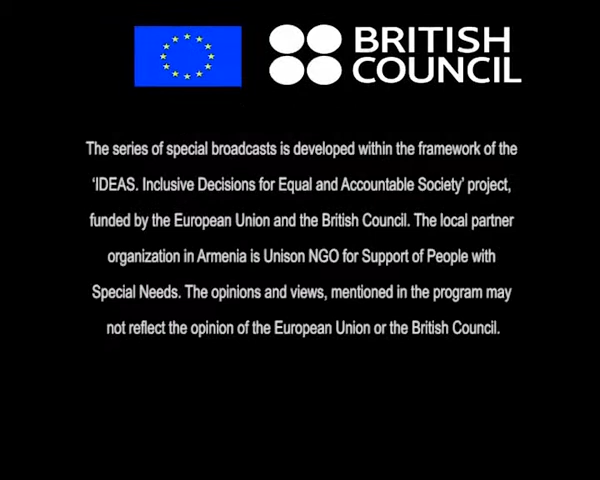 BRITISH
COUNCIL
The series of special broadcasts is developed within the framework of the
‘IDEAS. Inclusive Decisions for Equal and Accountable Society’ project,
funded by the European Union and the British Council. The local partner
organization in Armenia is Unison NGO for Support of People with
Special Needs. The opinions and views, mentioned in the program may
not reflect the opinion of the European Union or the British Council.